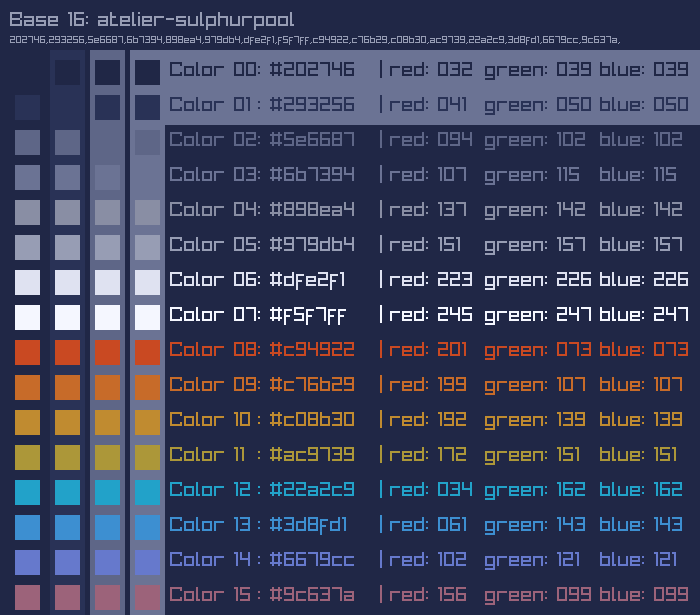 Base 16: atelier-sulphurpool
202746,293256,5e6687,6b7394,898ea4,979db4,dfe2f1,f5f7ff,c94922,c76b29,c08b30,ac9739,22a2c9,3d8fd1,6679cc,9c637a,
Color 00: #202746 | red: 032 green: 039 blue: 039
Color 01 : #293256 | red: 041 green: 050 blue: 050
Color 02: #5e6687 | red: 094 green: 102 blue: 102
Color 03: #6b7394 | red: 107 green: 115 blue: 115
Color 04: #898ea4 | red: 137 green: 142 blue: 142
Color 05: #979db4 | red: 151 green: 157 blue: 157
Color 06: #dfe2f1 | red: 223 green: 226 blue: 226
Color 07: #f5f7ff | red: 245 green: 247 blue: 247
Color 08: #c94922 | red: 201 green: 073 blue: 073
Color 09: #c76b29 | red: 199 green: 107 blue: 107
Color 10 : #c08b30 | red: 192 green: 139 blue: 139
Color 11 : #ac9739 | red: 172 green: 151 blue: 151
Color 12 : #22a2c9 | red: 034 green: 162 blue: 162
Color 13 : #3d8fd1 | red: 061 green: 143 blue: 143
Color 14 : #6679cc | red: 102 green: 121 blue: 121
Color 15 : #9c637a | red: 156 green: 099 blue: 099